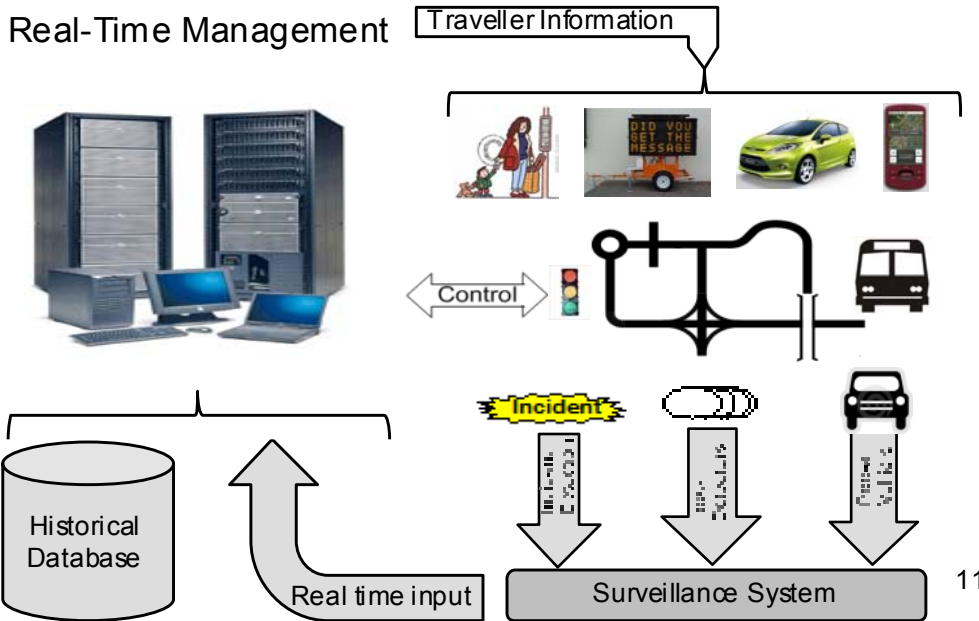 Real-Time Management
Traveller Information
DID YOU
GET THE
MESSAGE
Control
Incident
Historical
Database
Real time input
Surveillance System
11